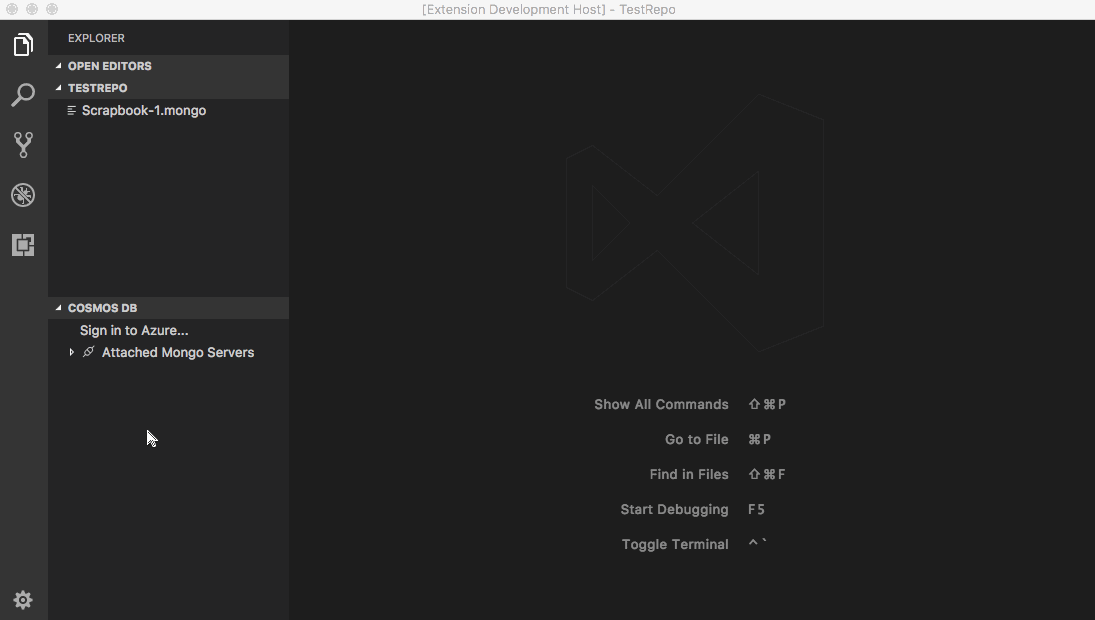 [Extension Development Host] - TestRepo
EXPLORER
OPEN EDITORS
TESTREPO
Scrapbook-1.mongo
COSMOS DB
Sign in to Azure...
Attached Mongo Servers
Show All Commands ⇧⌘P
Go to File ⌘P
Find in Files ⇧⌘F
Start Debugging F5
Toggle Terminal ^`